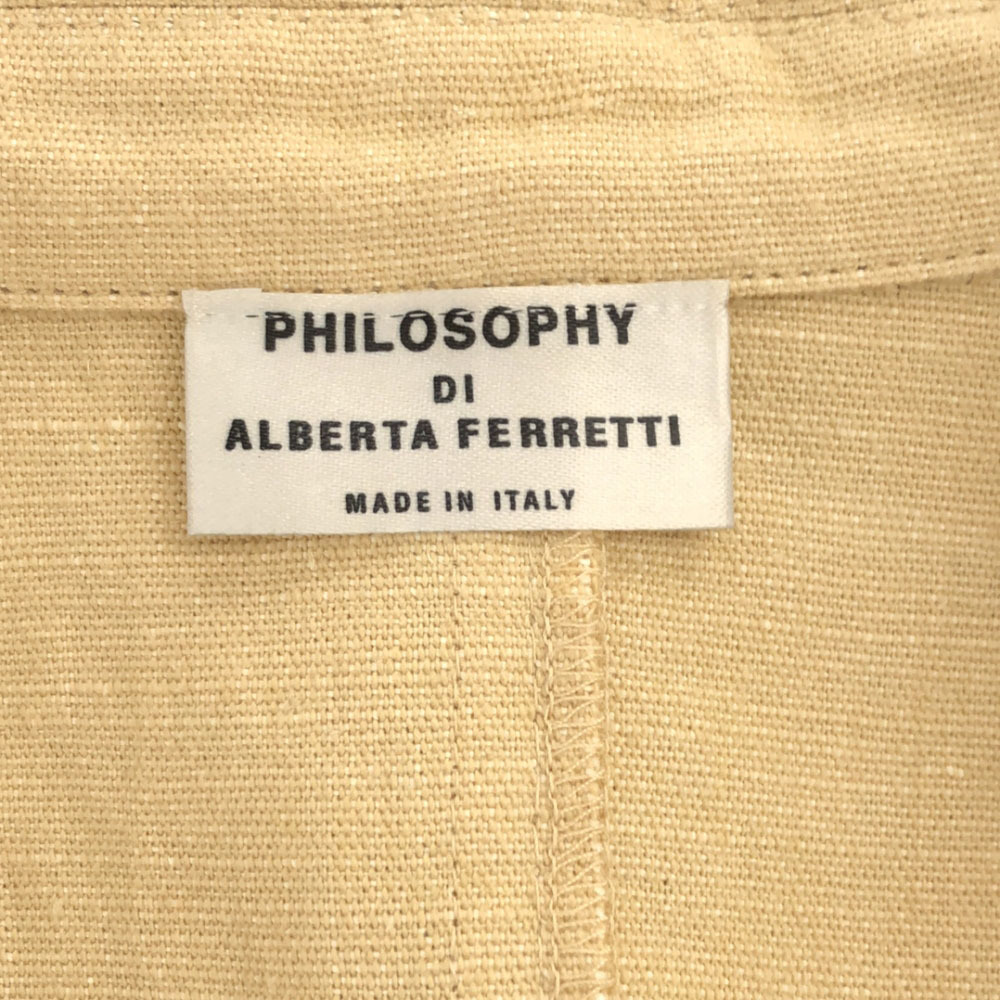 PHILOSOPHY
DI
ALBERTA FERRETTI
MADE IN ITALY